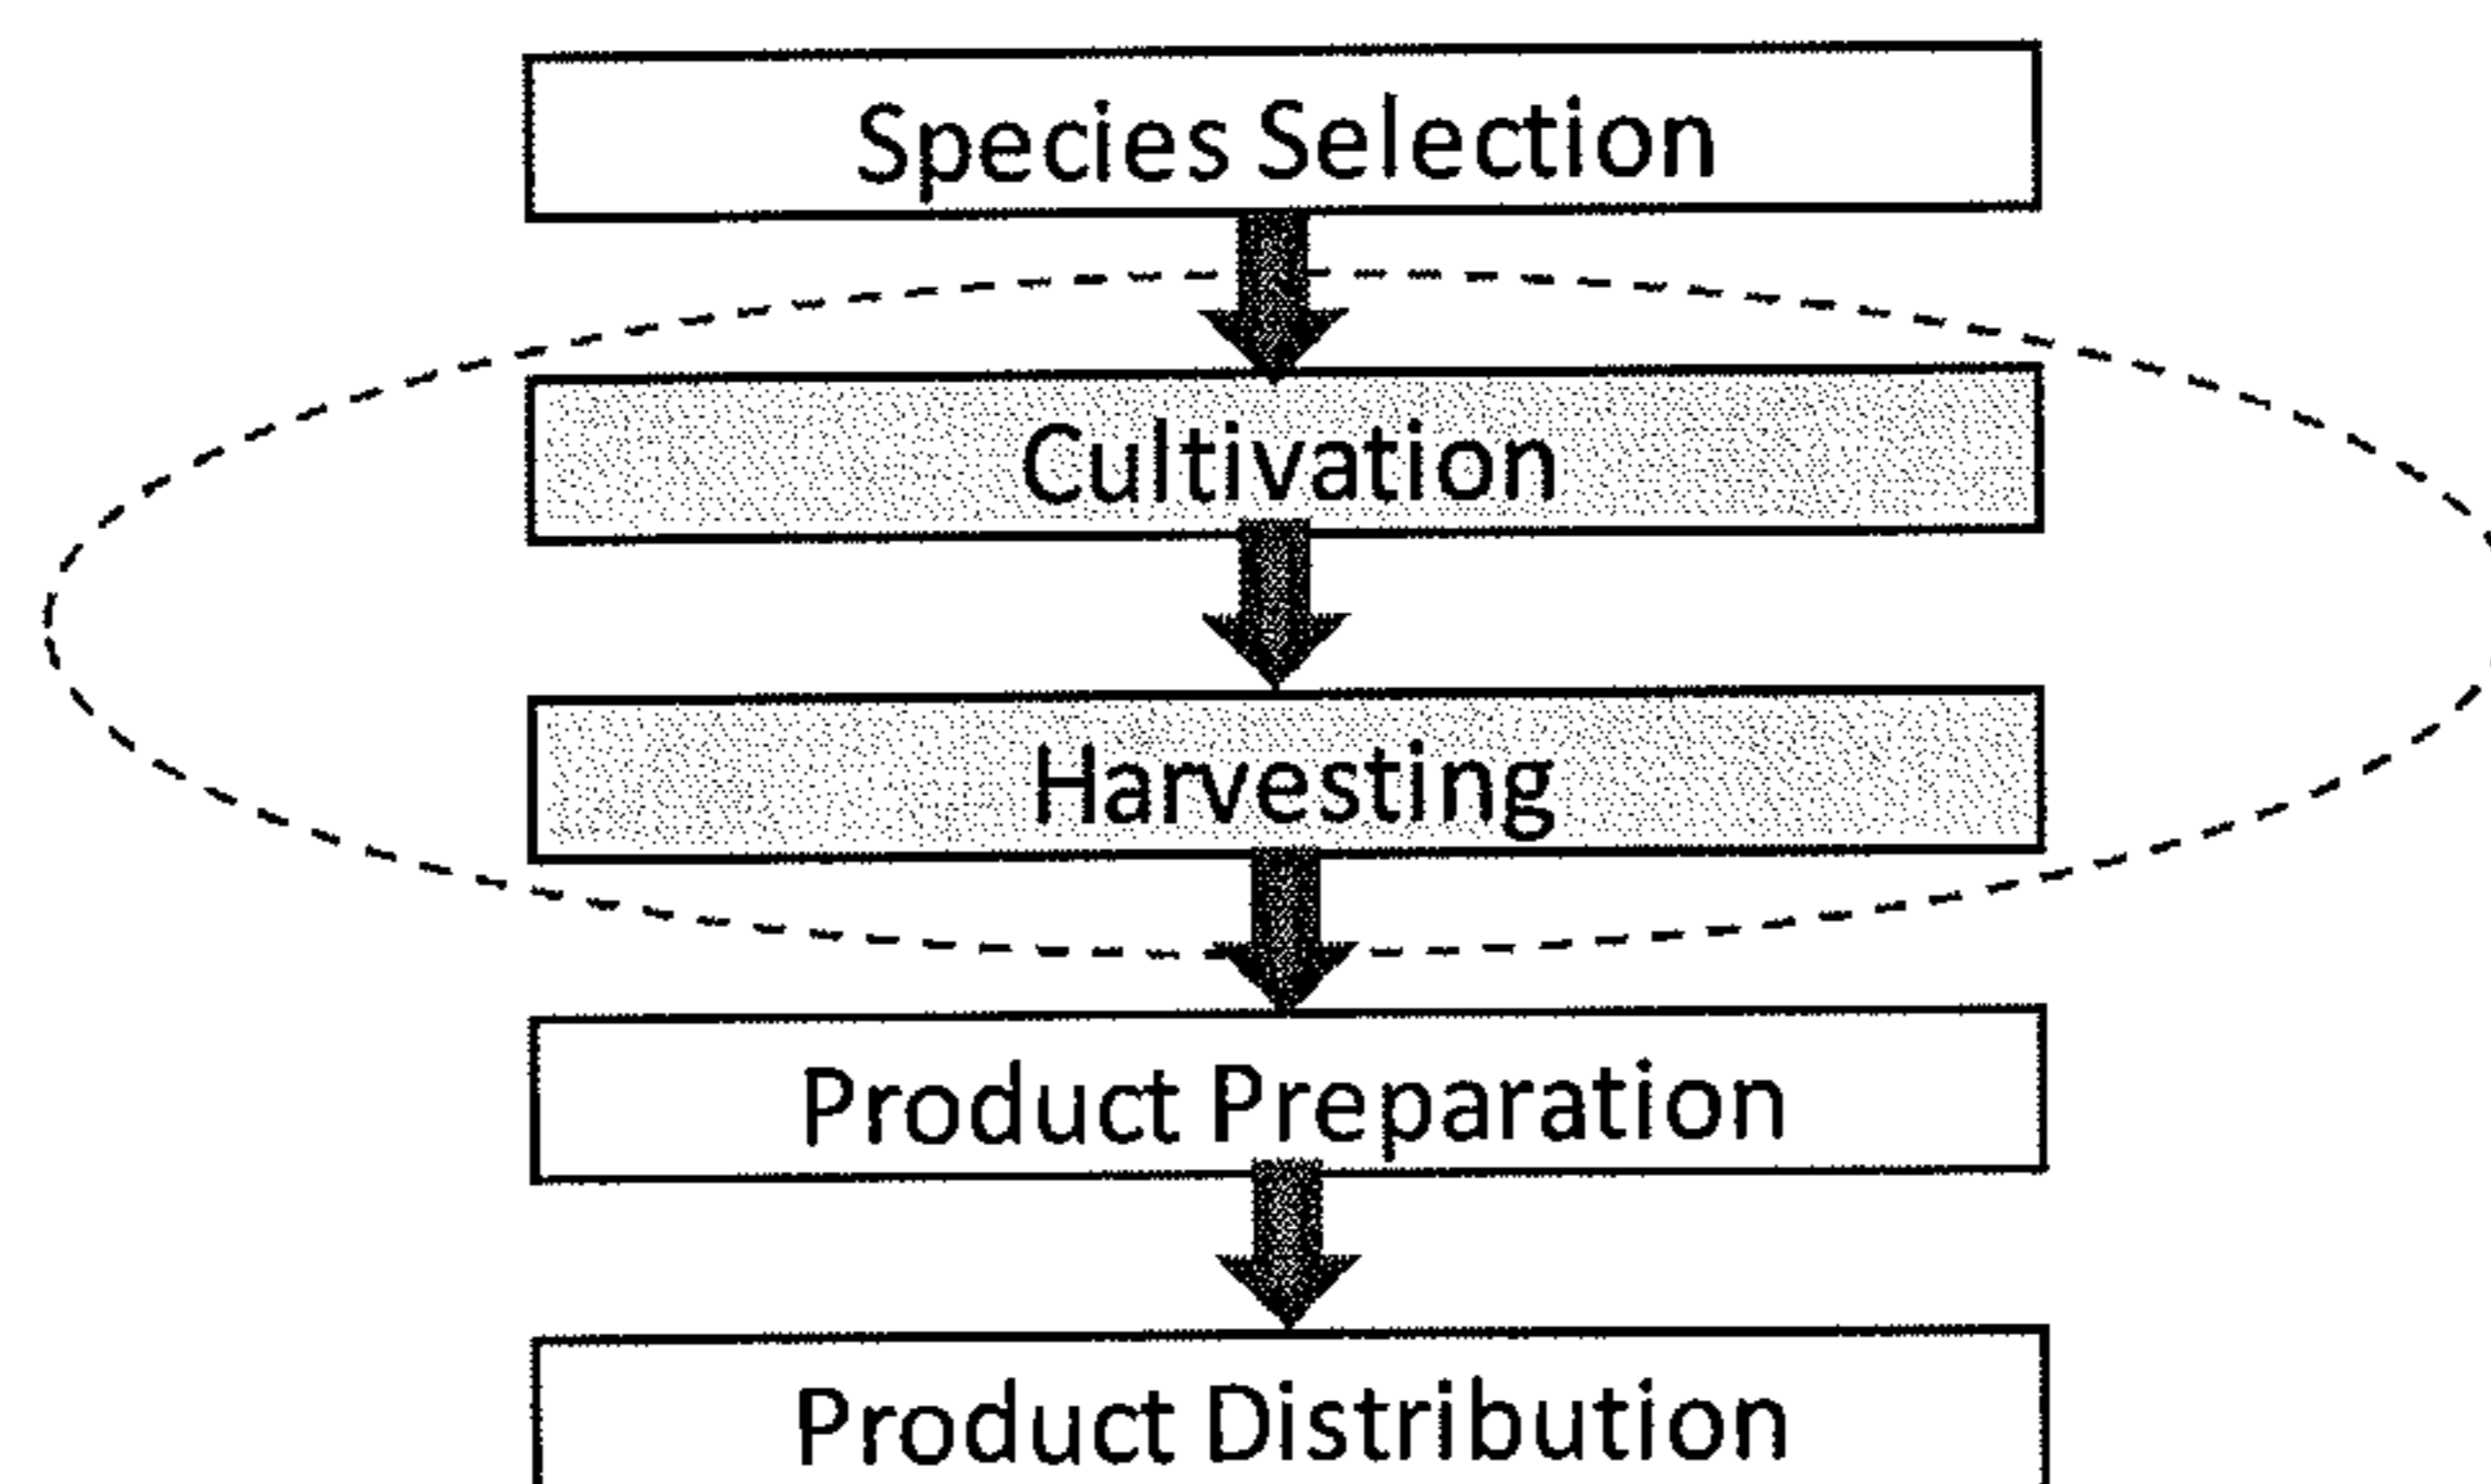 Species Selection
Cultivation
Harvesting
Product Preparation
Product Distribution